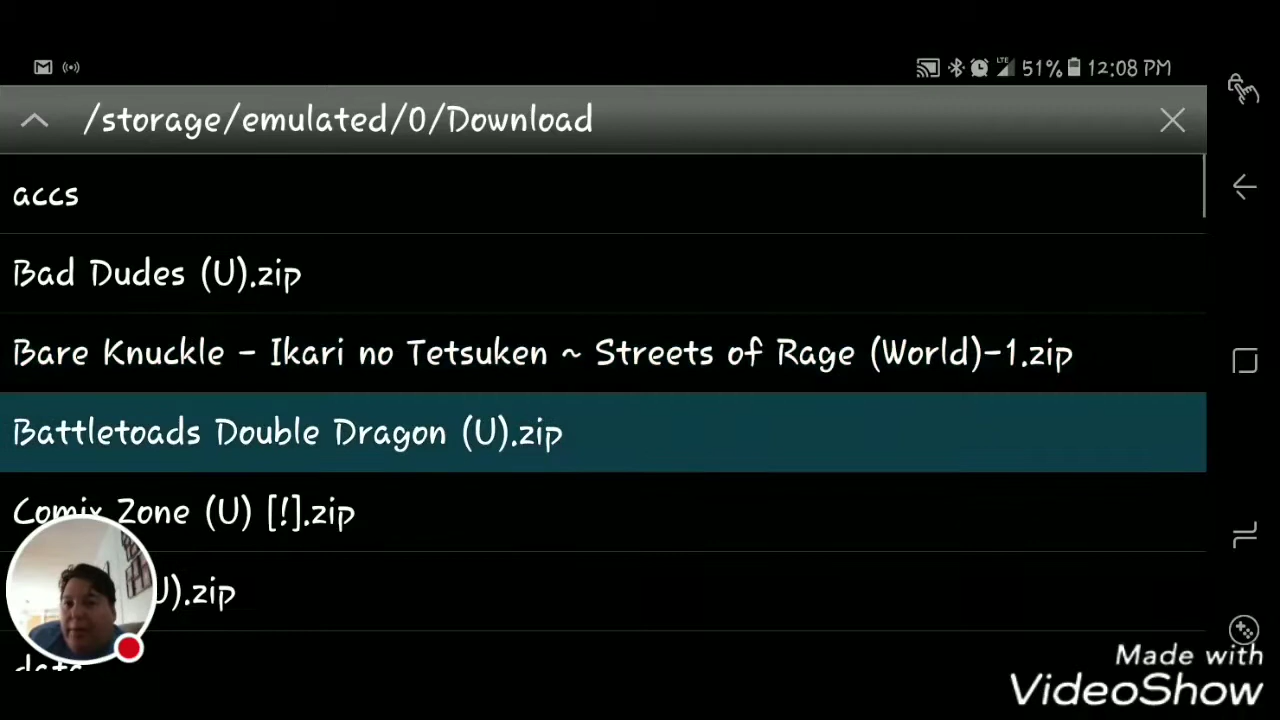 51% 12:08 PM
/storage/emulated/0/Download
accs
Bad Dudes (U).zip
Bare Knuckle - Ikari no Tetsuken ~ Streets of Rage (World)-1.zip
Battletoads Double Dragon (U).zip
Comix Zone (U) [!].zip
U).zip
data
Made with
VideoShow